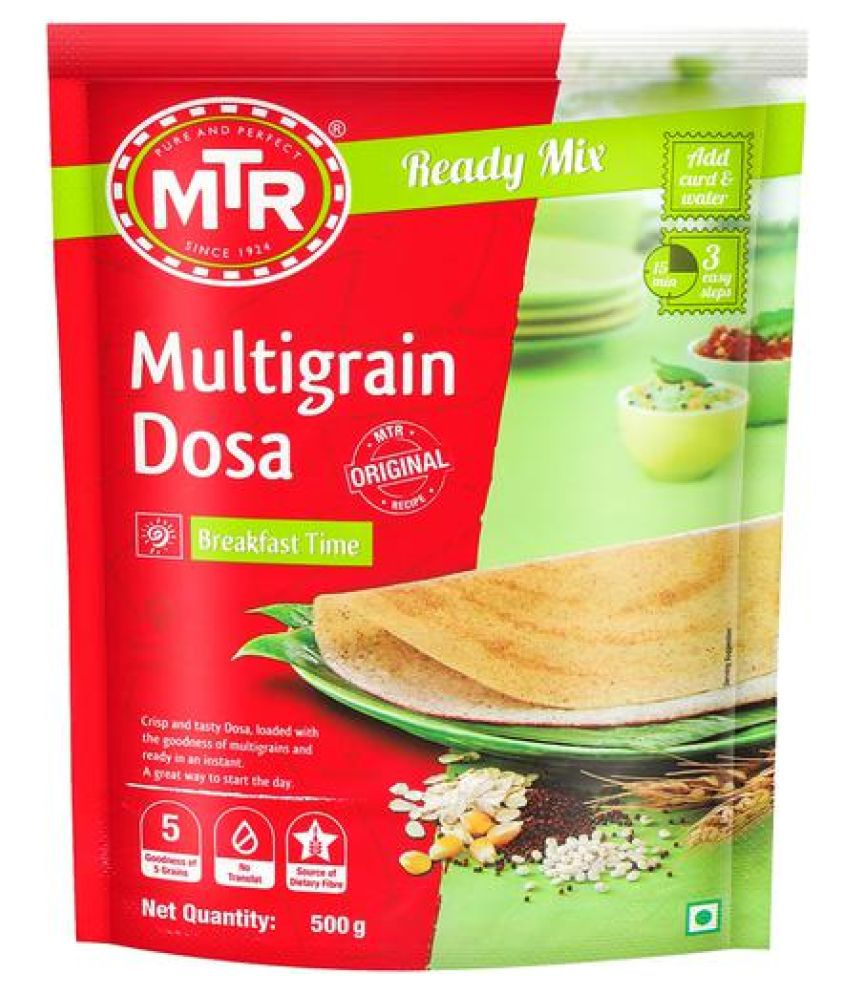 PURE AND PERFECT
MTR®
SINCE 1924
Ready Mix
Add
curd &
water
15
min
3
easy
steps
Multigrain
Dosa
MTR
ORIGINAL
RECIPE
Breakfast Time
Serving Suggestion
Crisp and tasty Dosa, loaded with
the goodness of multigrains and
ready in an instant.
A great way to start the day.
5
Goodness of
5 Grains
No
Transfat
Source of
Dietary Fibre
Net Quantity: 500 g